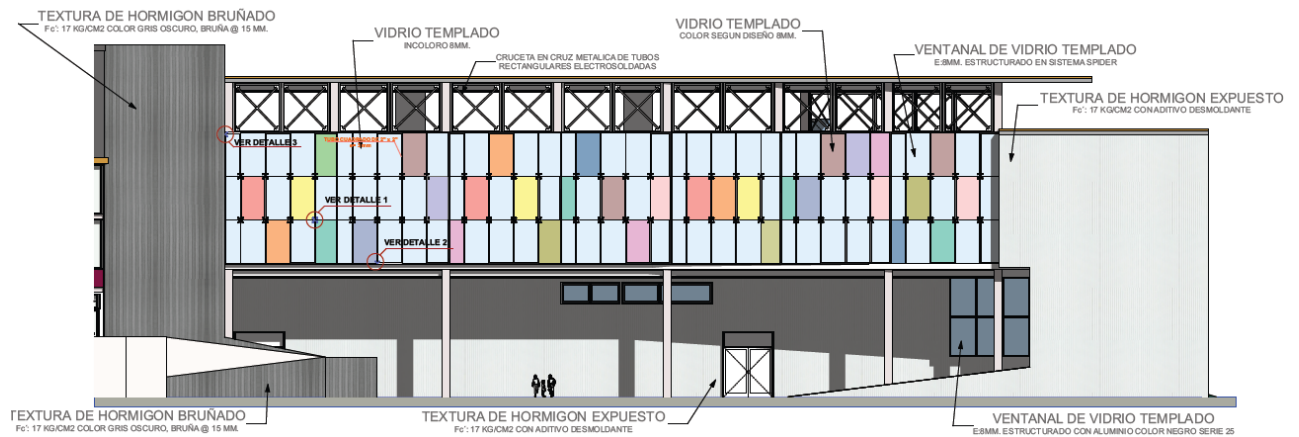 TEXTURA DE HORMIGON BRUÑADO
Fc': 17 KG/CM2 COLOR GRIS OSCURO, BRUÑA @ 15 MM.
VIDRIO TEMPLADO
INCOLORO 8MM.
CRUCETA EN CRUZ METALICA DE TUBOS
RECTANGULARES ELECTROSOLDADAS
VIDRIO TEMPLADO
COLOR SEGUN DISEÑO 8MM.
VENTANAL DE VIDRIO TEMPLADO
E:8MM. ESTRUCTURADO EN SISTEMA SPIDER
TEXTURA DE HORMIGON EXPUESTO
Fc': 17 KG/CM2 CON ADITIVO DESMOLDANTE
VER DETALLE 3
VER DETALLE 1
VER DETALLE 2
TEXTURA DE HORMIGON BRUÑADO
Fc': 17 KG/CM2 COLOR GRIS OSCURO, BRUÑA @ 15 MM.
TEXTURA DE HORMIGON EXPUESTO
Fc': 17 KG/CM2 CON ADITIVO DESMOLDANTE
VENTANAL DE VIDRIO TEMPLADO
E:8MM. ESTRUCTURADO CON ALUMINIO COLOR NEGRO SERIE 25